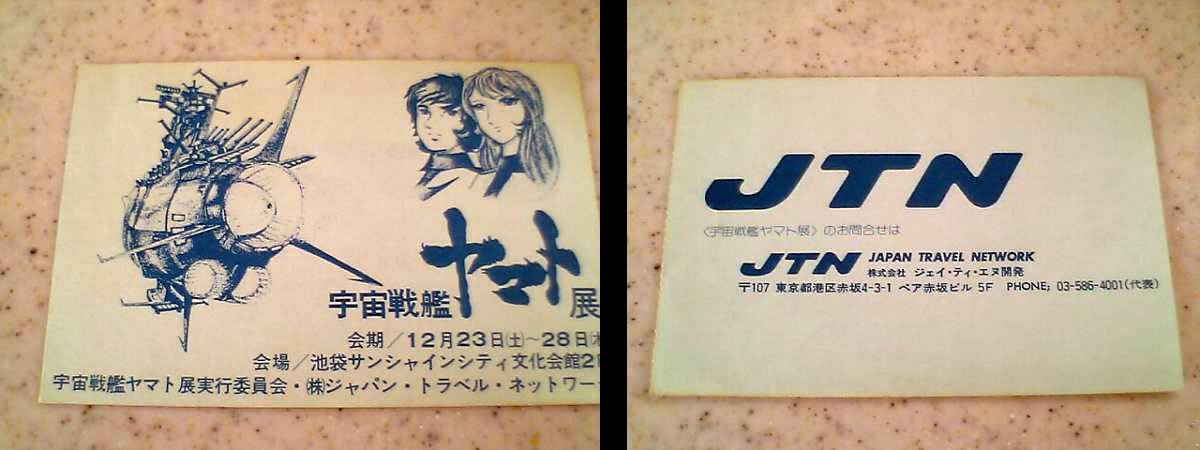 宇宙戦艦ヤマト展
会期/12月23日(土)~28日(木
会場/池袋サンシャインシティ文化会館2
宇宙戦艦ヤマト展実行委員会・㈱ジャパン・トラベル・ネットワー
JTN
〈宇宙戦艦ヤマト展〉のお問合せは
JTN JAPAN TRAVEL NETWORK
株式会社 ジェイ・ティ・エヌ開発
〒107 東京都港区赤坂4-3-1 ペア赤坂ビル 5F PHONE; 03-586-4001(代表)